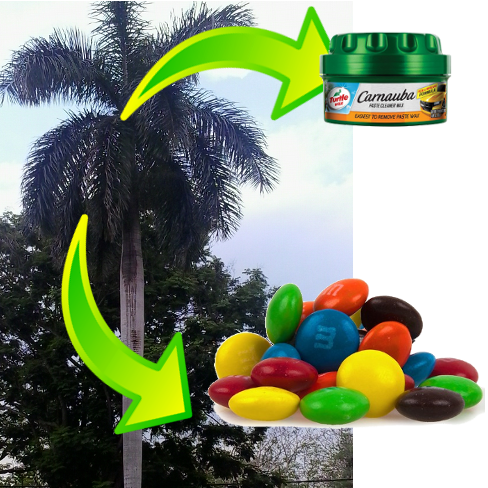 Turtle
WAX
Carnauba
PASTE CLEANER WAX
EASIEST TO REMOVE PASTE WAX
m